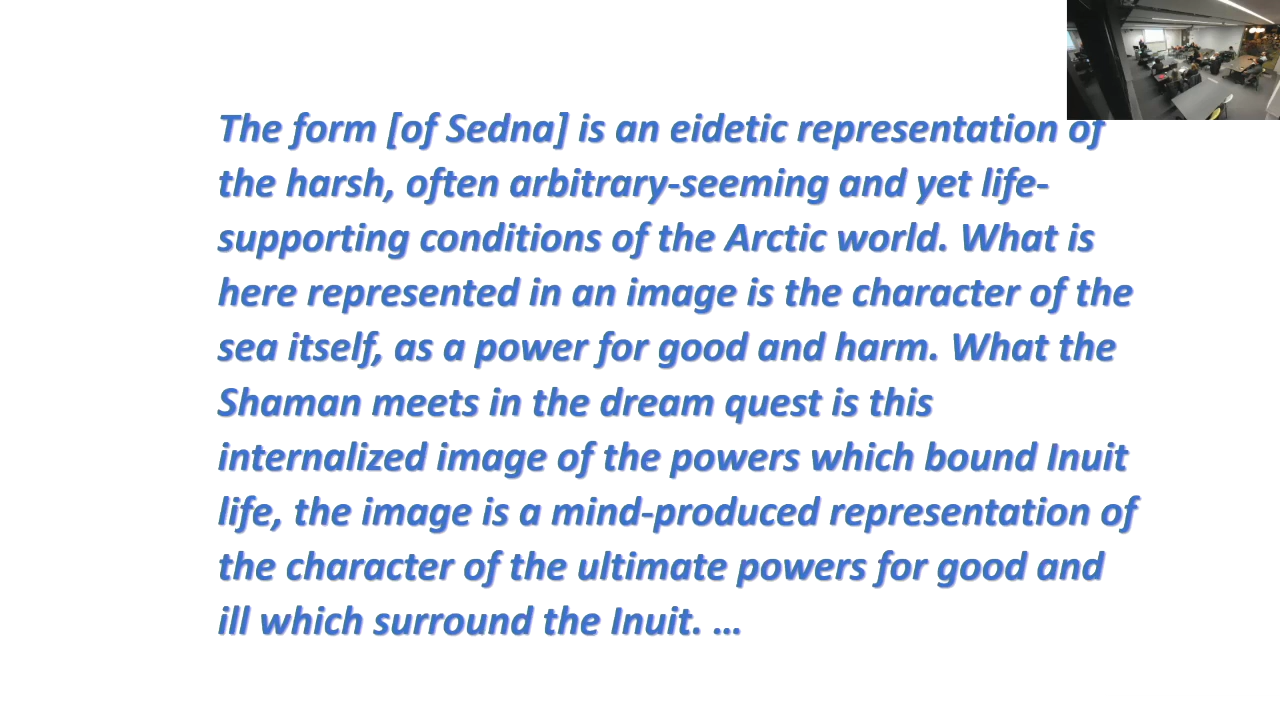 The form [of Sedna] is an eidetic representation of
the harsh, often arbitrary-seeming and yet life-
supporting conditions of the Arctic world. What is
here represented in an image is the character of the
sea itself, as a power for good and harm. What the
Shaman meets in the dream quest is this
internalized image of the powers which bound Inuit
life, the image is a mind-produced representation of
the character of the ultimate powers for good and
ill which surround the Inuit. …